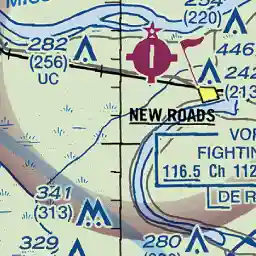 (220)
282
(256)
UC
446
242
(213
NEW ROADS
VOR
FIGHTIN
116.5 Ch 112
DE R
341
(313)
329
280